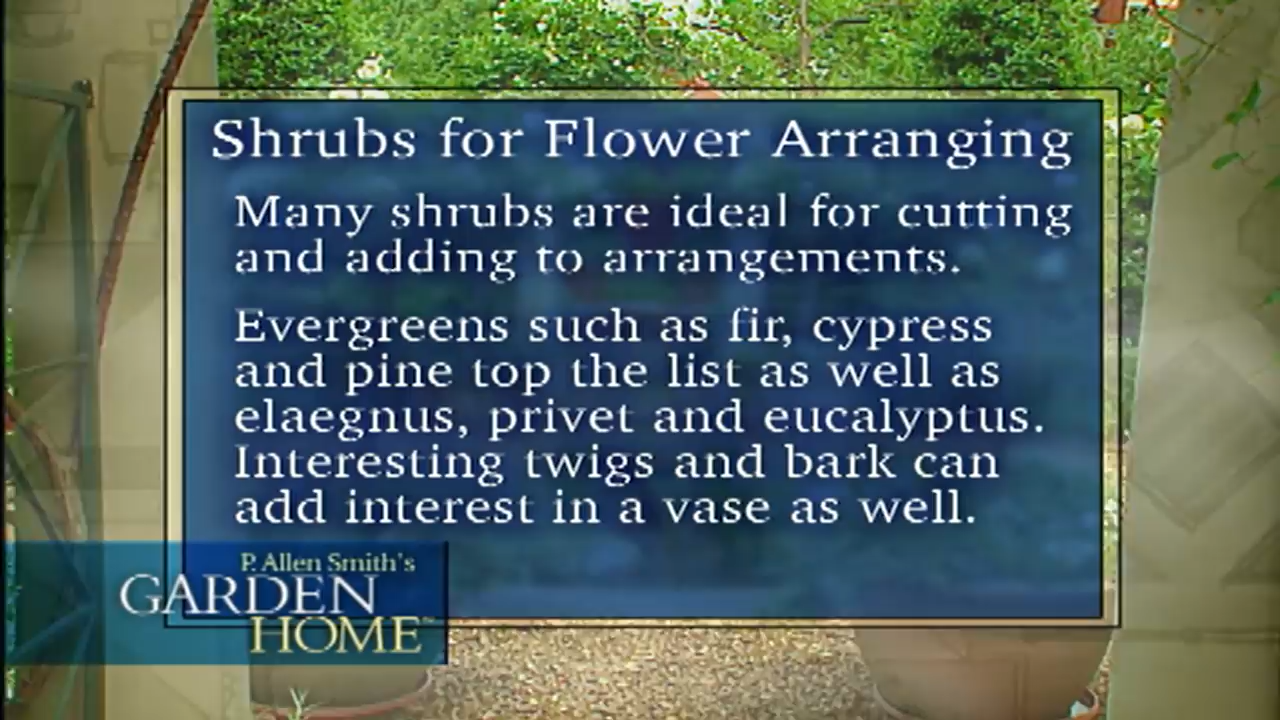 Shrubs for Flower Arranging
Many shrubs are ideal for cutting
and adding to arrangements.
Evergreens such as fir, cypress
and pine top the list as well as
elaegnus, privet and eucalyptus.
Interesting twigs and bark can
add interest in a vase as well.
P. Allen Smith's
GARDEN
HOME™